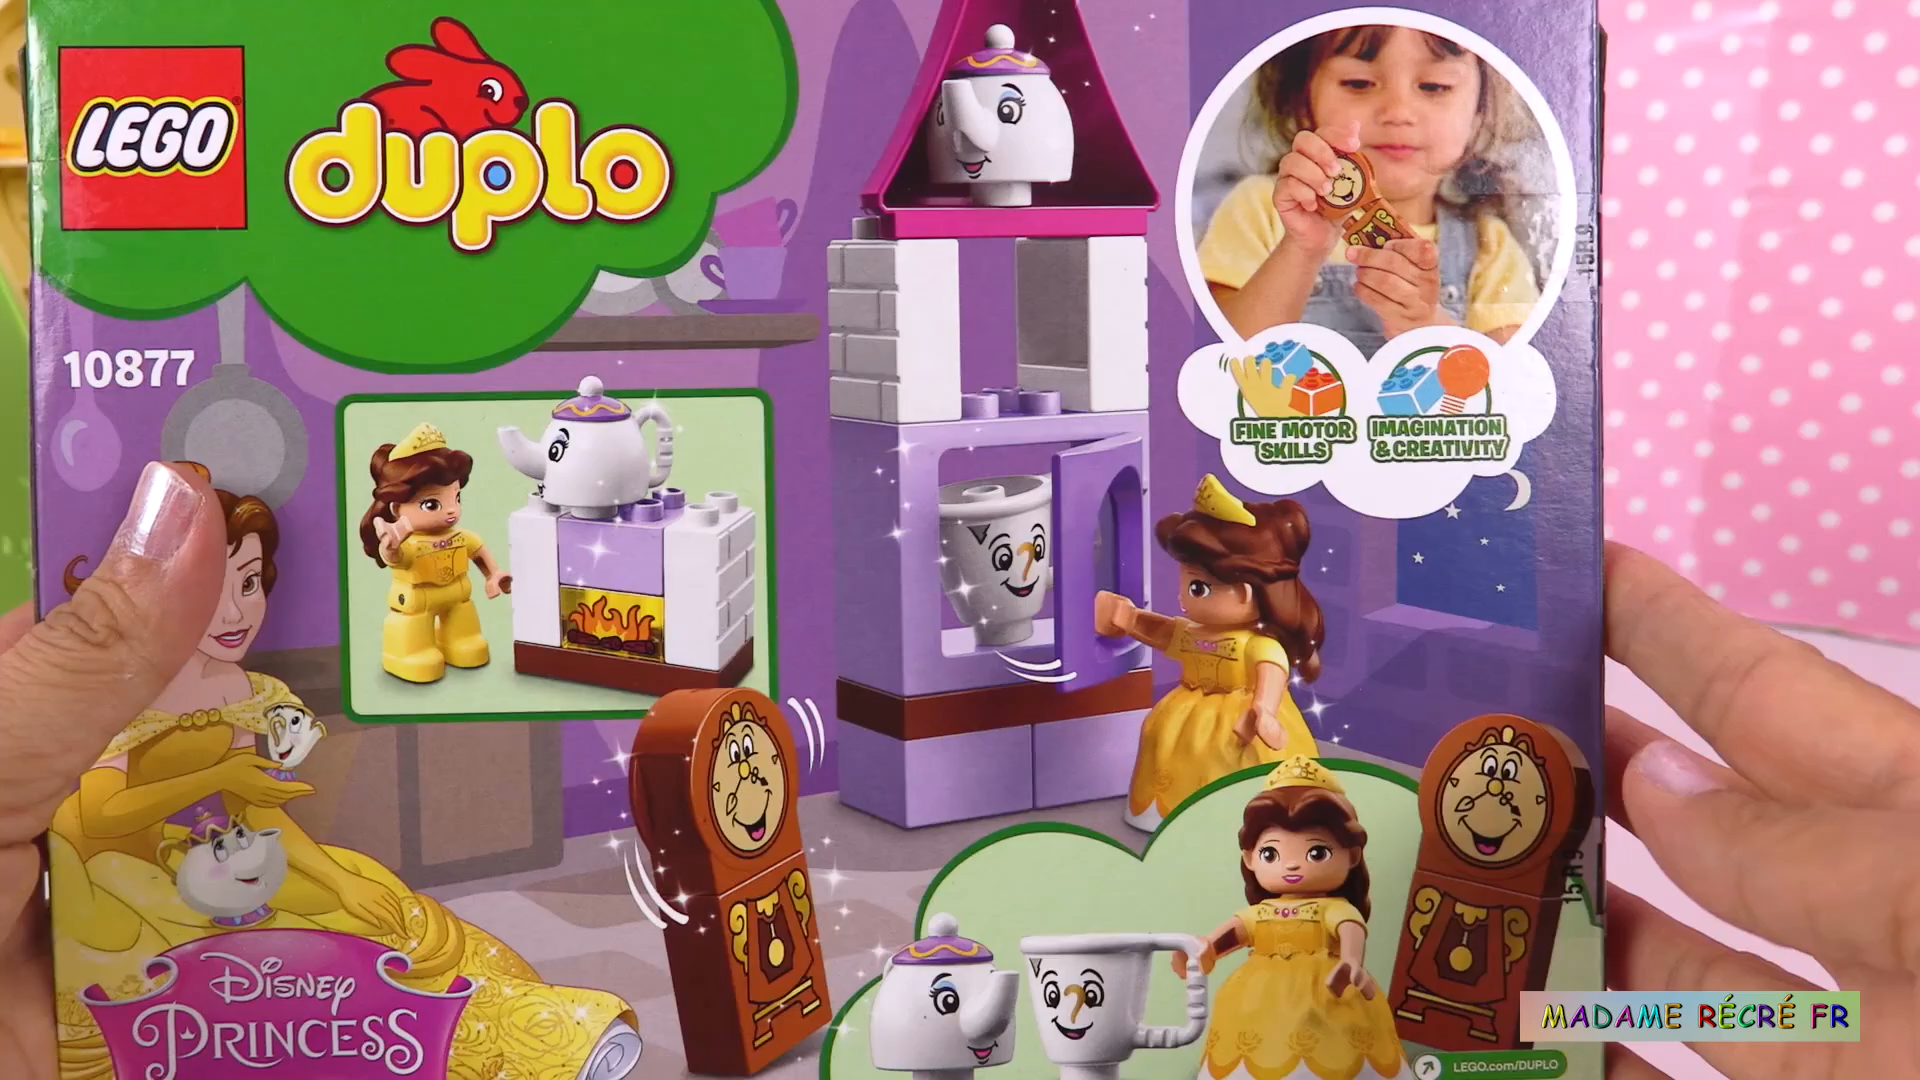 LEGO
duplo
10877
FINE MOTOR
SKILLS
IMAGINATION
& CREATIVITY
Disney
PRINCESS
MADAME RÉCRÉ FR
LEGO.com/DUPLO